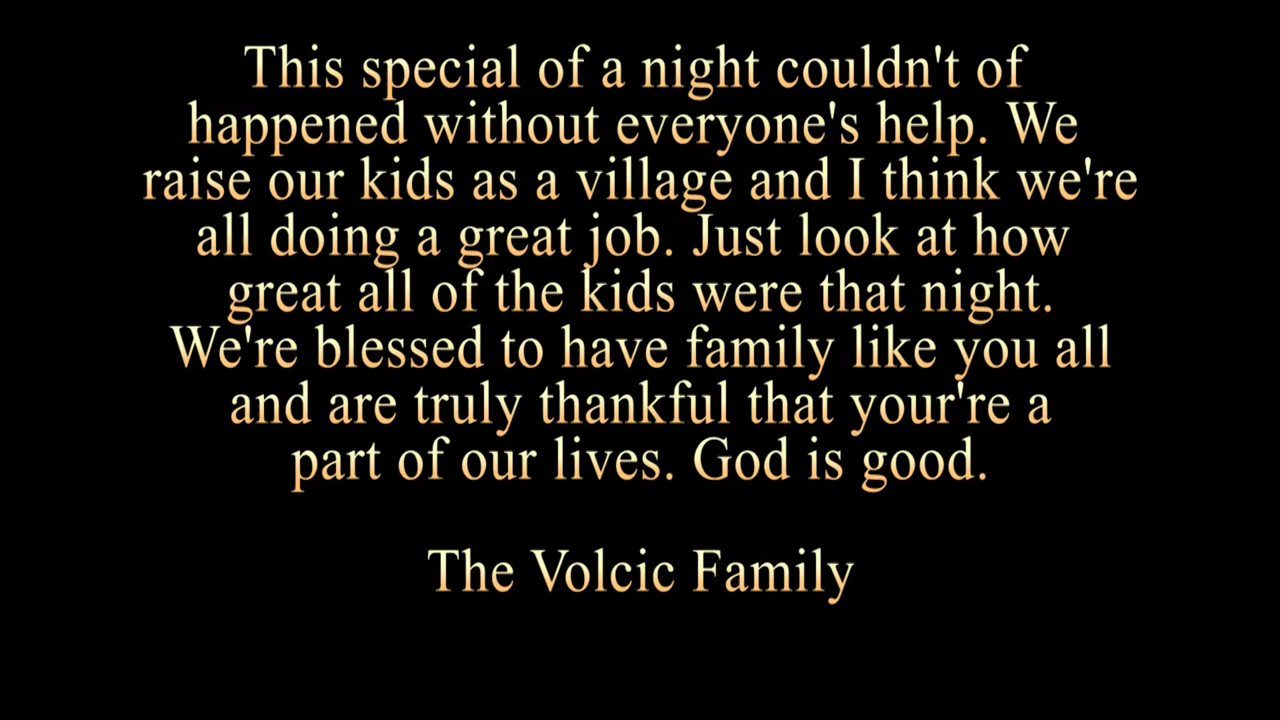 This special of a night couldn't of
happened without everyone's help. We
raise our kids as a village and I think we're
all doing a great job. Just look at how
great all of the kids were that night.
We're blessed to have family like you all
and are truly thankful that your're a
part of our lives. God is good.
The Volcic Family